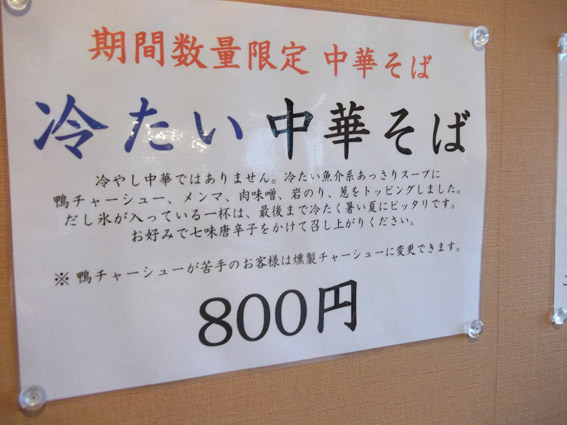 期間数量限定 中華そば
冷たい中華そば
冷やし中華ではありません。冷たい魚介系あっさりスープに
鴨チャーシュー、メンマ、肉味噌、岩のり、葱をトッピングしました。
だし氷が入っている一杯は、最後まで冷たく暑い夏にピッタリです。
お好みで七味唐辛子をかけて召し上がりください。
※ 鴨チャーシューが苦手のお客様は燻製チャーシューに変更できます。
800円